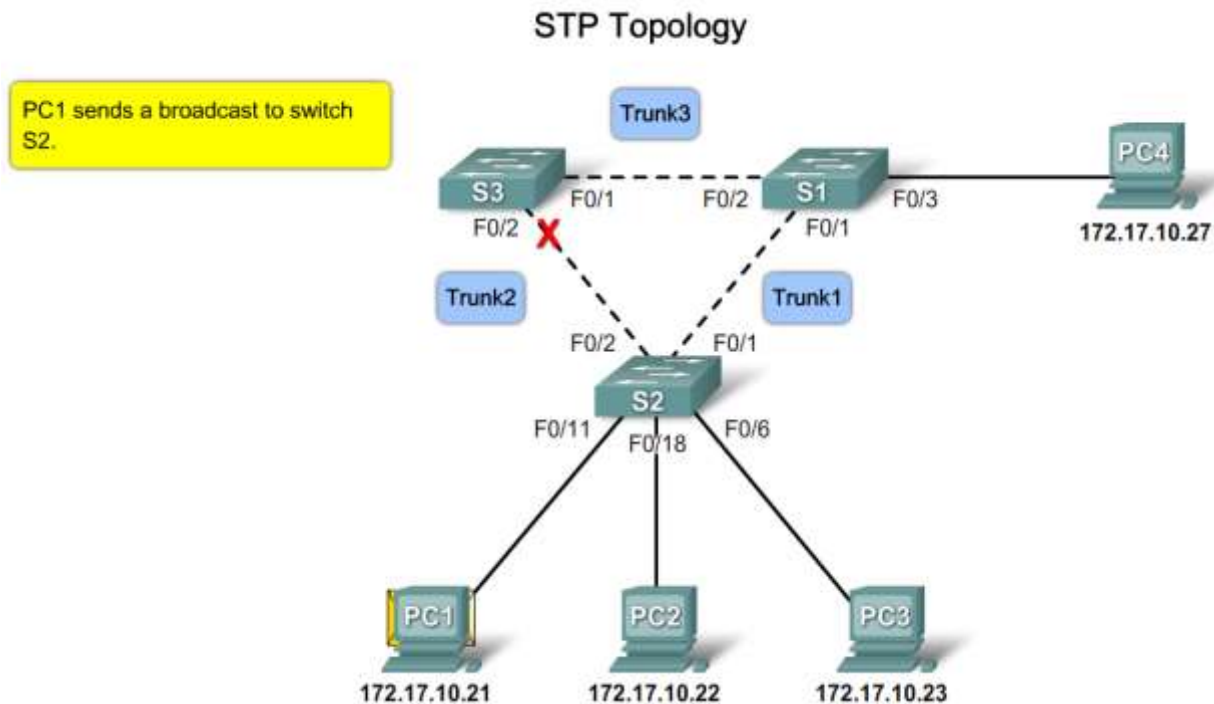 STP Topology
PC1 sends a broadcast to switch
S2.
Trunk3
PC4
S3
S1
F0/1
F0/2
F0/3
F0/2
F0/1
172.17.10.27
Trunk2
Trunk1
F0/2
F0/1
S2
F0/11
F0/18
F0/6
PC1
PC2
PC3
172.17.10.21
172.17.10.22
172.17.10.23